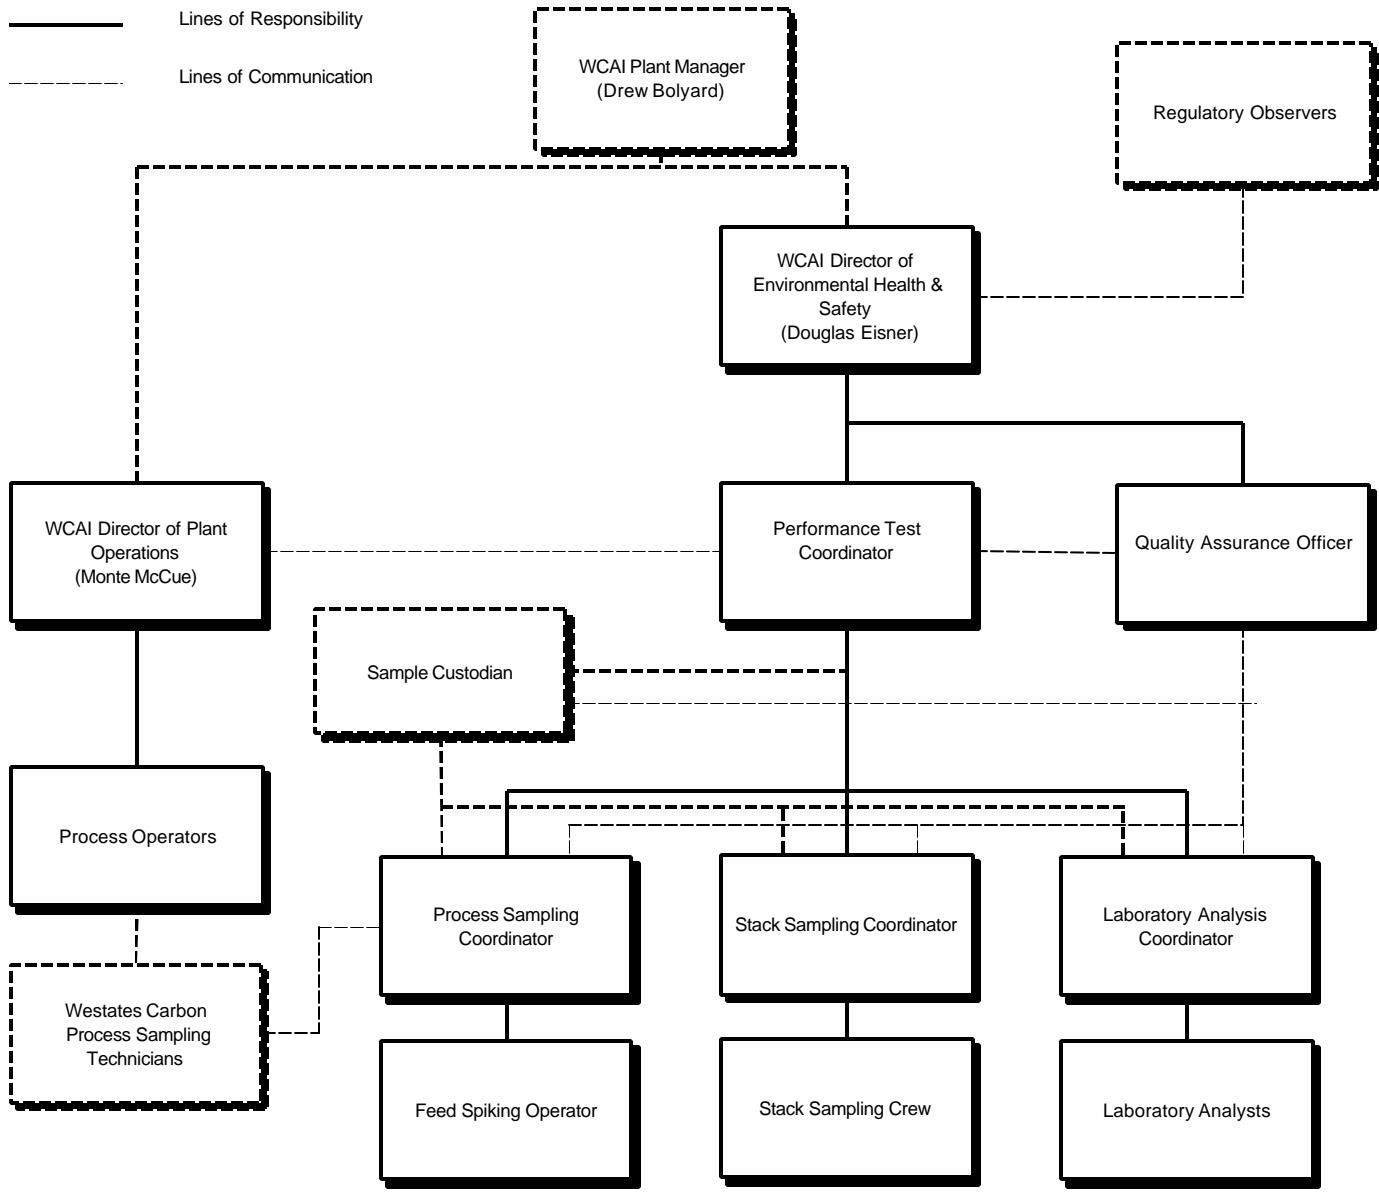 Lines of Responsibility
Lines of Communication
WCAI Plant Manager
(Drew Bolyard)
Regulatory Observers
WCAI Director of
Environmental Health &
Safety
(Douglas Eisner)
WCAI Director of Plant
Operations
(Monte McCue)
Performance Test
Coordinator
Quality Assurance Officer
Sample Custodian
Process Operators
Process Sampling
Coordinator
Stack Sampling Coordinator
Laboratory Analysis
Coordinator
Westates Carbon
Process Sampling
Technicians
Feed Spiking Operator
Stack Sampling Crew
Laboratory Analysts